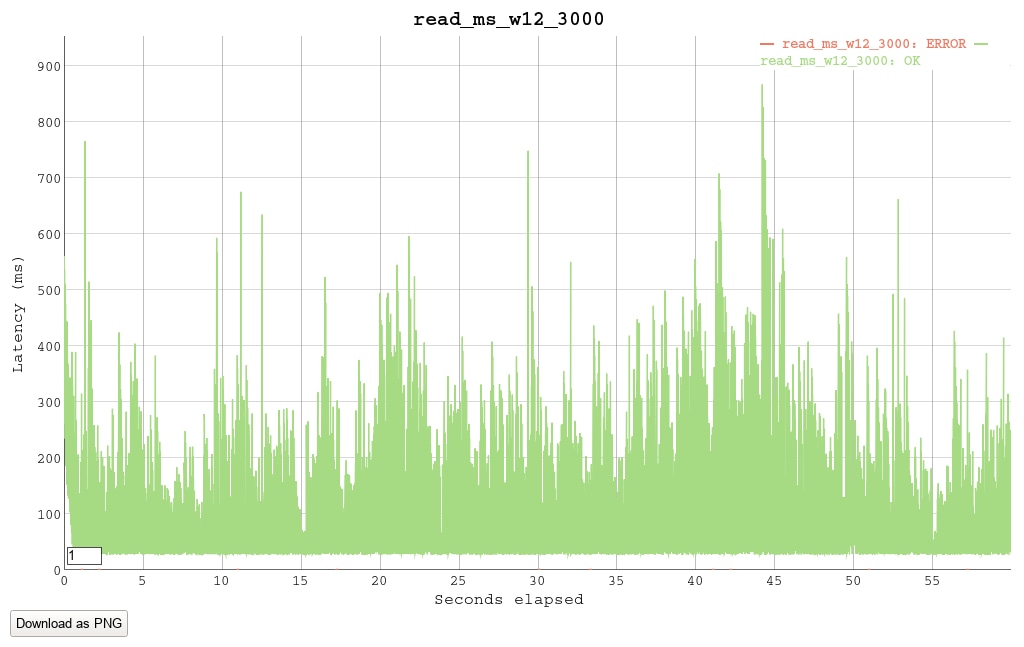 read_ms_w12_3000
read_ms_w12_3000: ERROR
read_ms_w12_3000: OK
900
800
700
600
500
400
300
200
100
0
Latency (ms)
1
0 5 10 15 20 25 30 35 40 45 50 55
Seconds elapsed
Download as PNG